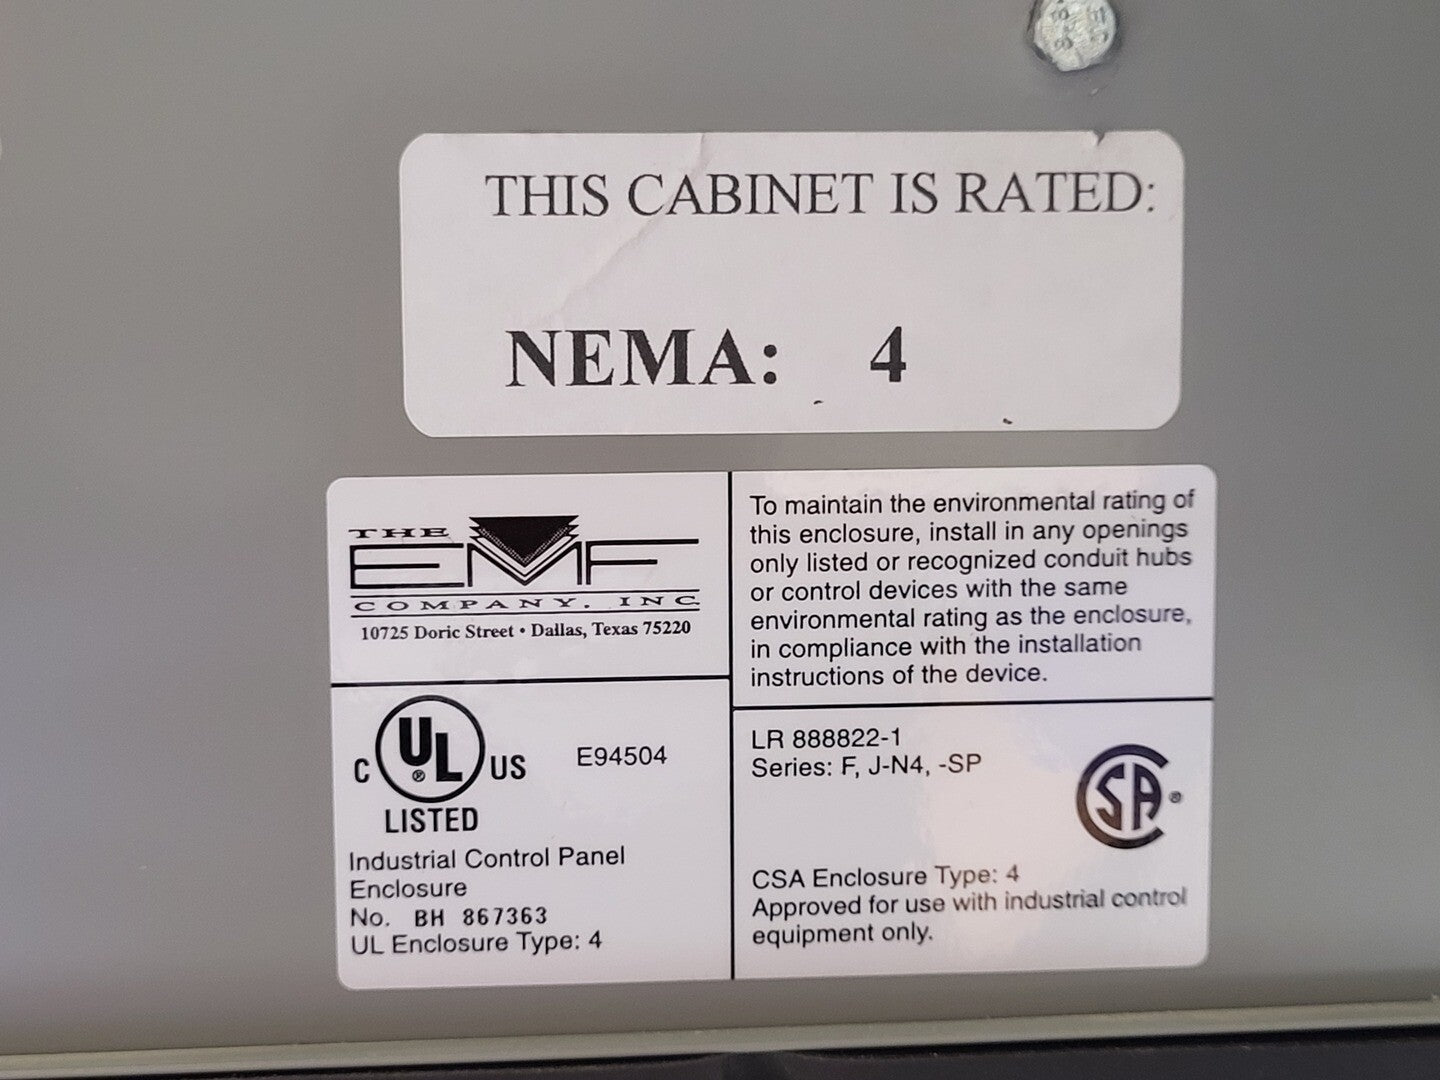 THIS CABINET IS RATED:
NEMA: 4
THE
EMF
COMPANY, INC.
10725 Doric Street • Dallas, Texas 75220
To maintain the environmental rating of
this enclosure, install in any openings
only listed or recognized conduit hubs
or control devices with the same
environmental rating as the enclosure,
in compliance with the installation
instructions of the device.
C UL ® US E94504
LISTED
Industrial Control Panel
Enclosure
No. BH 867363
UL Enclosure Type: 4
LR 888822-1
Series: F, J-N4, -SP
CSA ®
CSA Enclosure Type: 4
Approved for use with industrial control
equipment only.